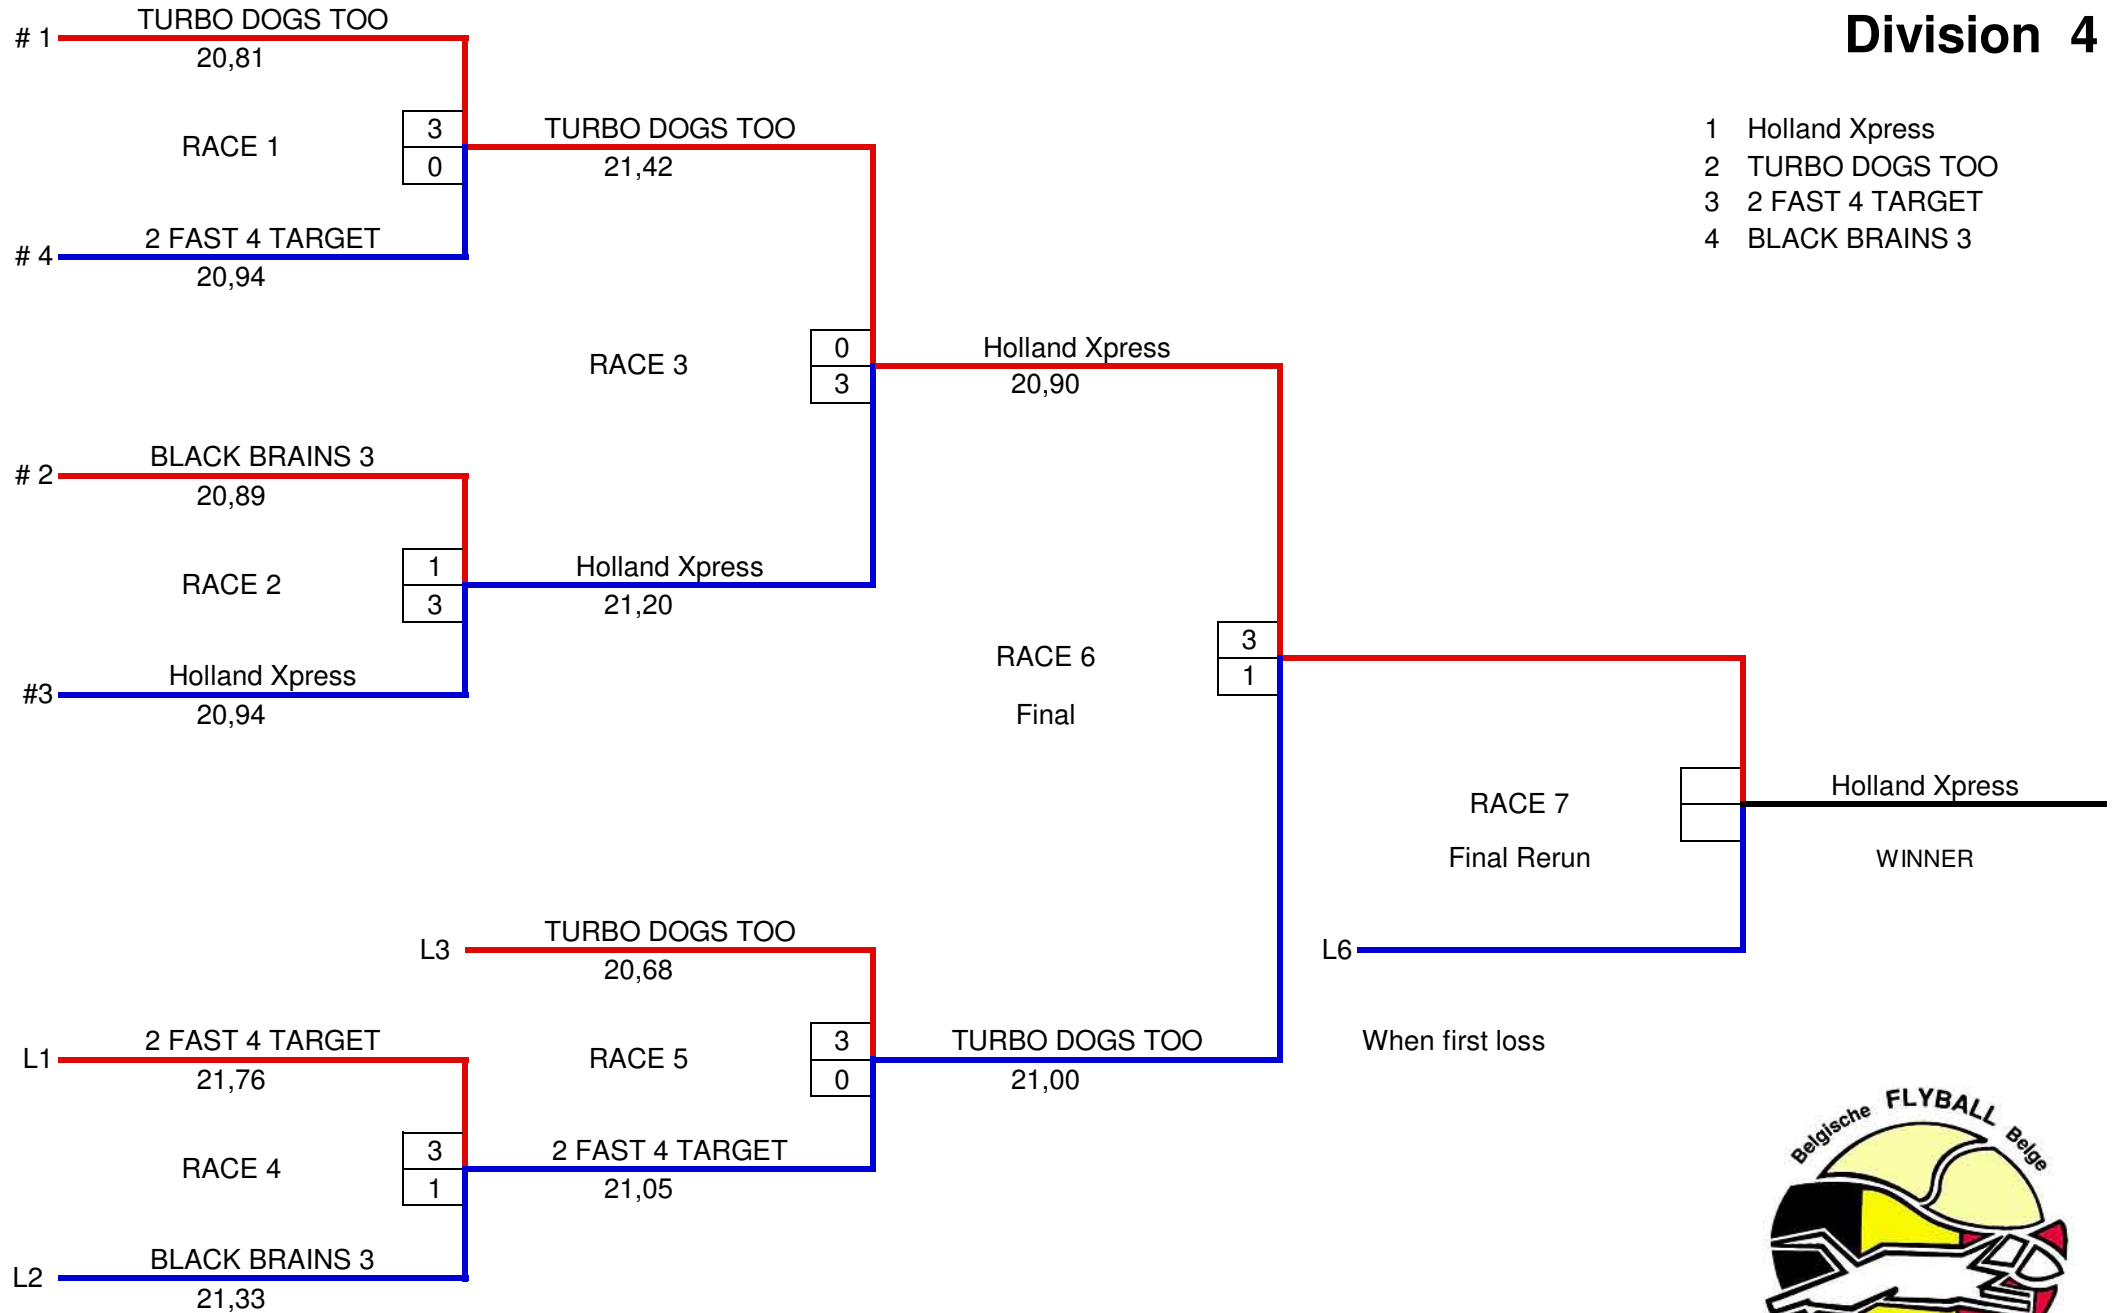 Division 4
1 Holland Xpress
2 TURBO DOGS TOO
3 2 FAST 4 TARGET
4 BLACK BRAINS 3
# 1
TURBO DOGS TOO
20,81
RACE 1
3
0
# 4
2 FAST 4 TARGET
20,94
TURBO DOGS TOO
21,42
RACE 3
0
3
# 2
BLACK BRAINS 3
20,89
RACE 2
1
3
#3
Holland Xpress
20,94
Holland Xpress
21,20
Holland Xpress
20,90
RACE 6
Final
3
1
RACE 7
Final Rerun
Holland Xpress
WINNER
L6
When first loss
L3
TURBO DOGS TOO
20,68
RACE 5
3
0
TURBO DOGS TOO
21,00
L1
2 FAST 4 TARGET
21,76
RACE 4
3
1
2 FAST 4 TARGET
21,05
L2
BLACK BRAINS 3
21,33
Belgische FLYBALL Belge